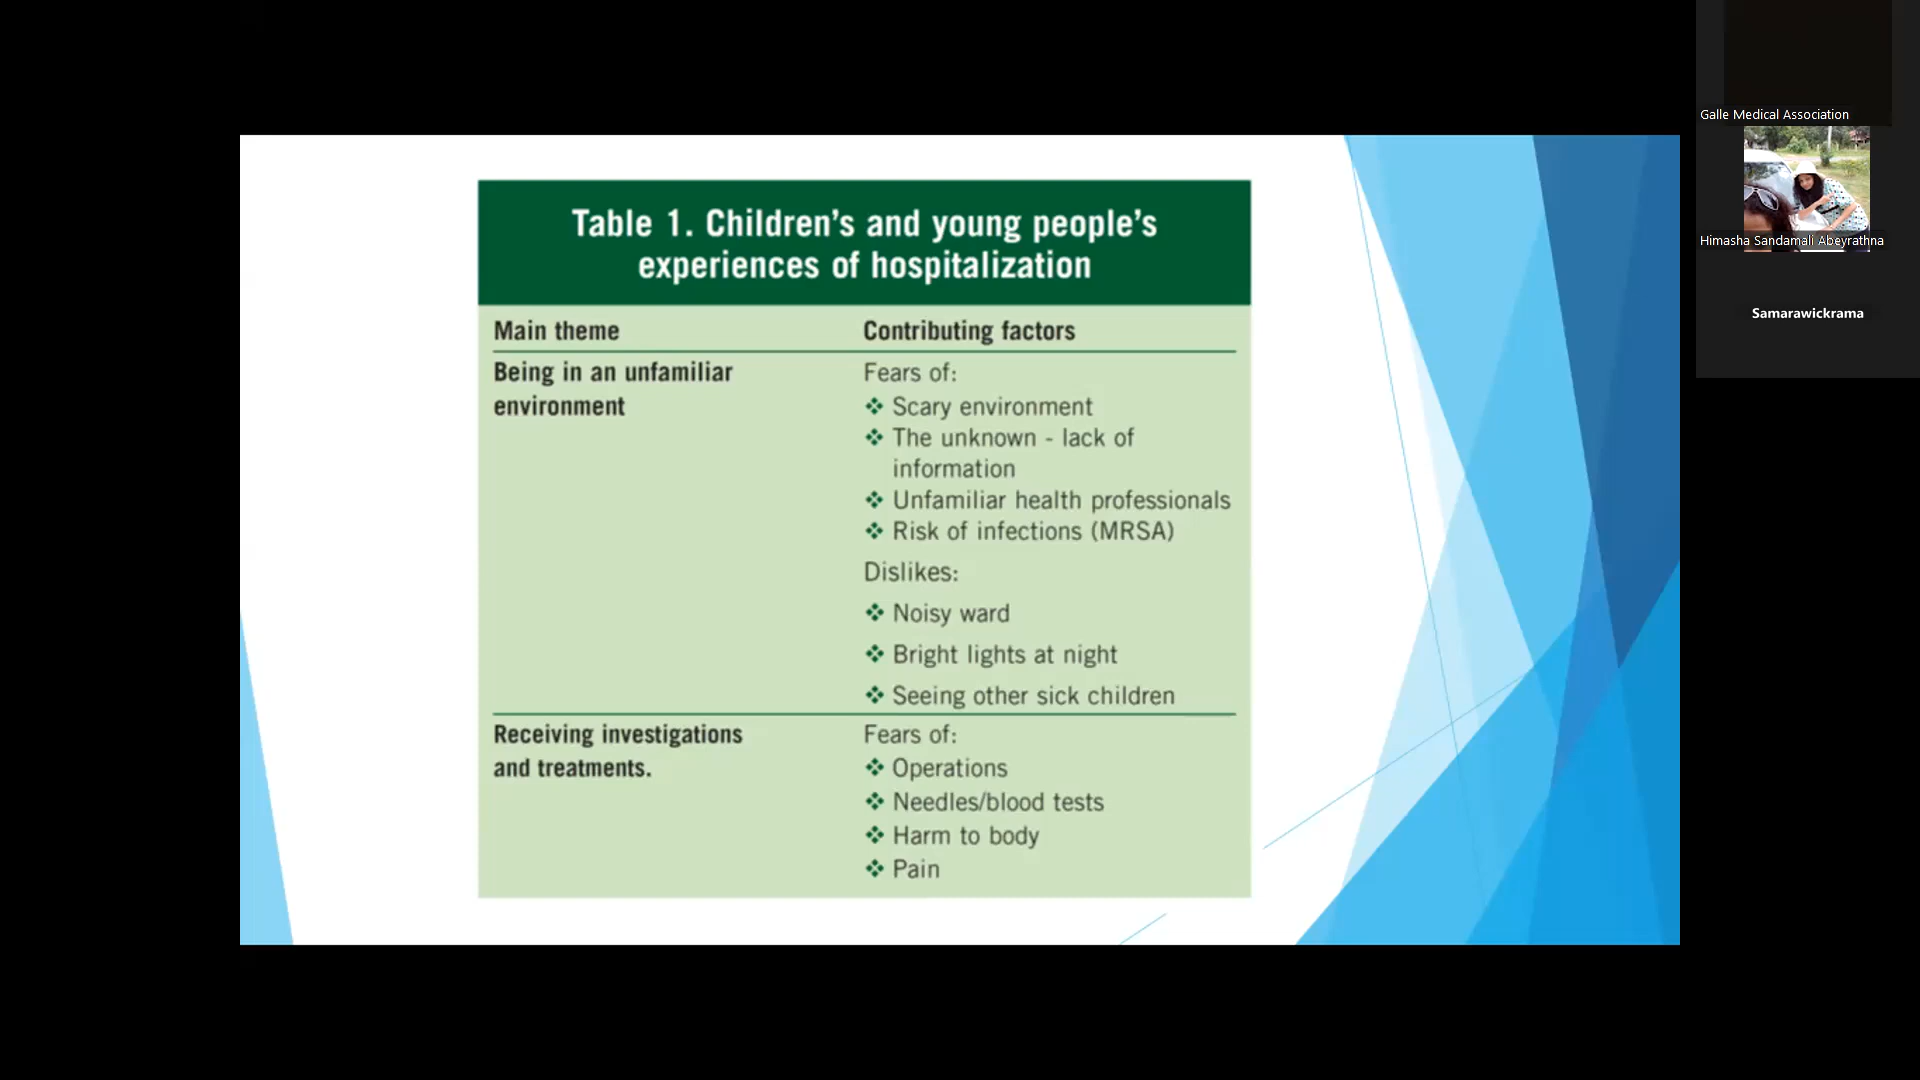 Table 1. Children's and young people's
experiences of hospitalization
Main theme
Contributing factors
Being in an unfamiliar
environment
Fears of:
❖ Scary environment
❖ The unknown - lack of
information
❖ Unfamiliar health professionals
❖ Risk of infections (MRSA)
Dislikes:
❖ Noisy ward
❖ Bright lights at night
❖ Seeing other sick children
Receiving investigations
and treatments.
Fears of:
❖ Operations
❖ Needles/blood tests
❖ Harm to body
❖ Pain
Galle Medical Association
Himasha Sandamali Abeyrathna
Samarawickrama